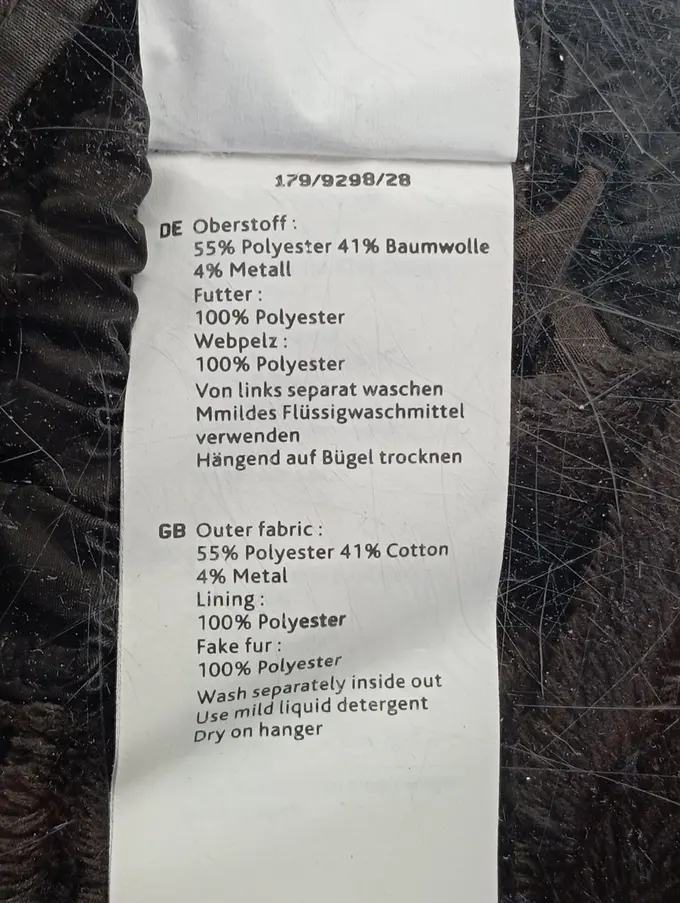 179/9298/28
DE Oberstoff :
55% Polyester 41% Baumwolle
4% Metall
Futter :
100% Polyester
Webpelz :
100% Polyester
Von links separat waschen
Mmildes Flüssigwaschmittel
verwenden
Hängend auf Bügel trocknen
GB Outer fabric :
55% Polyester 41% Cotton
4% Metal
Lining :
100% Polyester
Fake fur :
100% Polyester
Wash separately inside out
Use mild liquid detergent
Dry on hanger